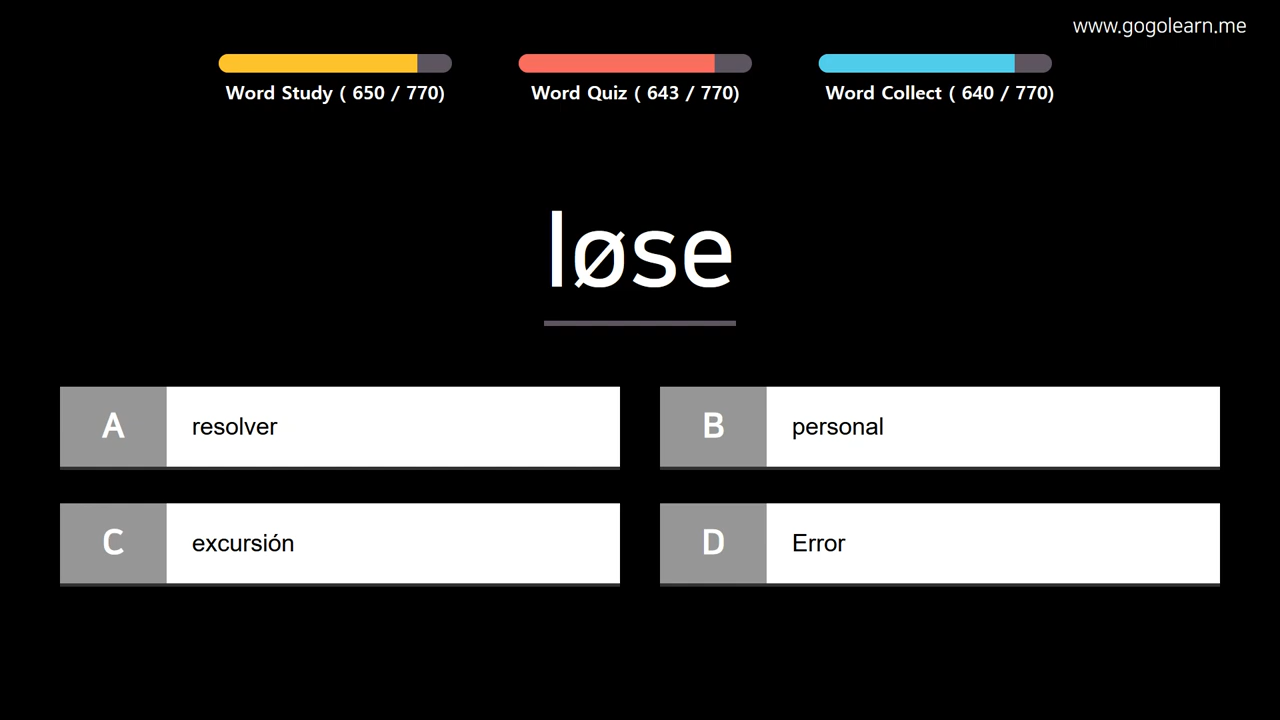 www.gogolearn.me
Word Study ( 650 / 770)
Word Quiz ( 643 / 770)
Word Collect ( 640 / 770)
løse
A resolver
B personal
C excursión
D Error